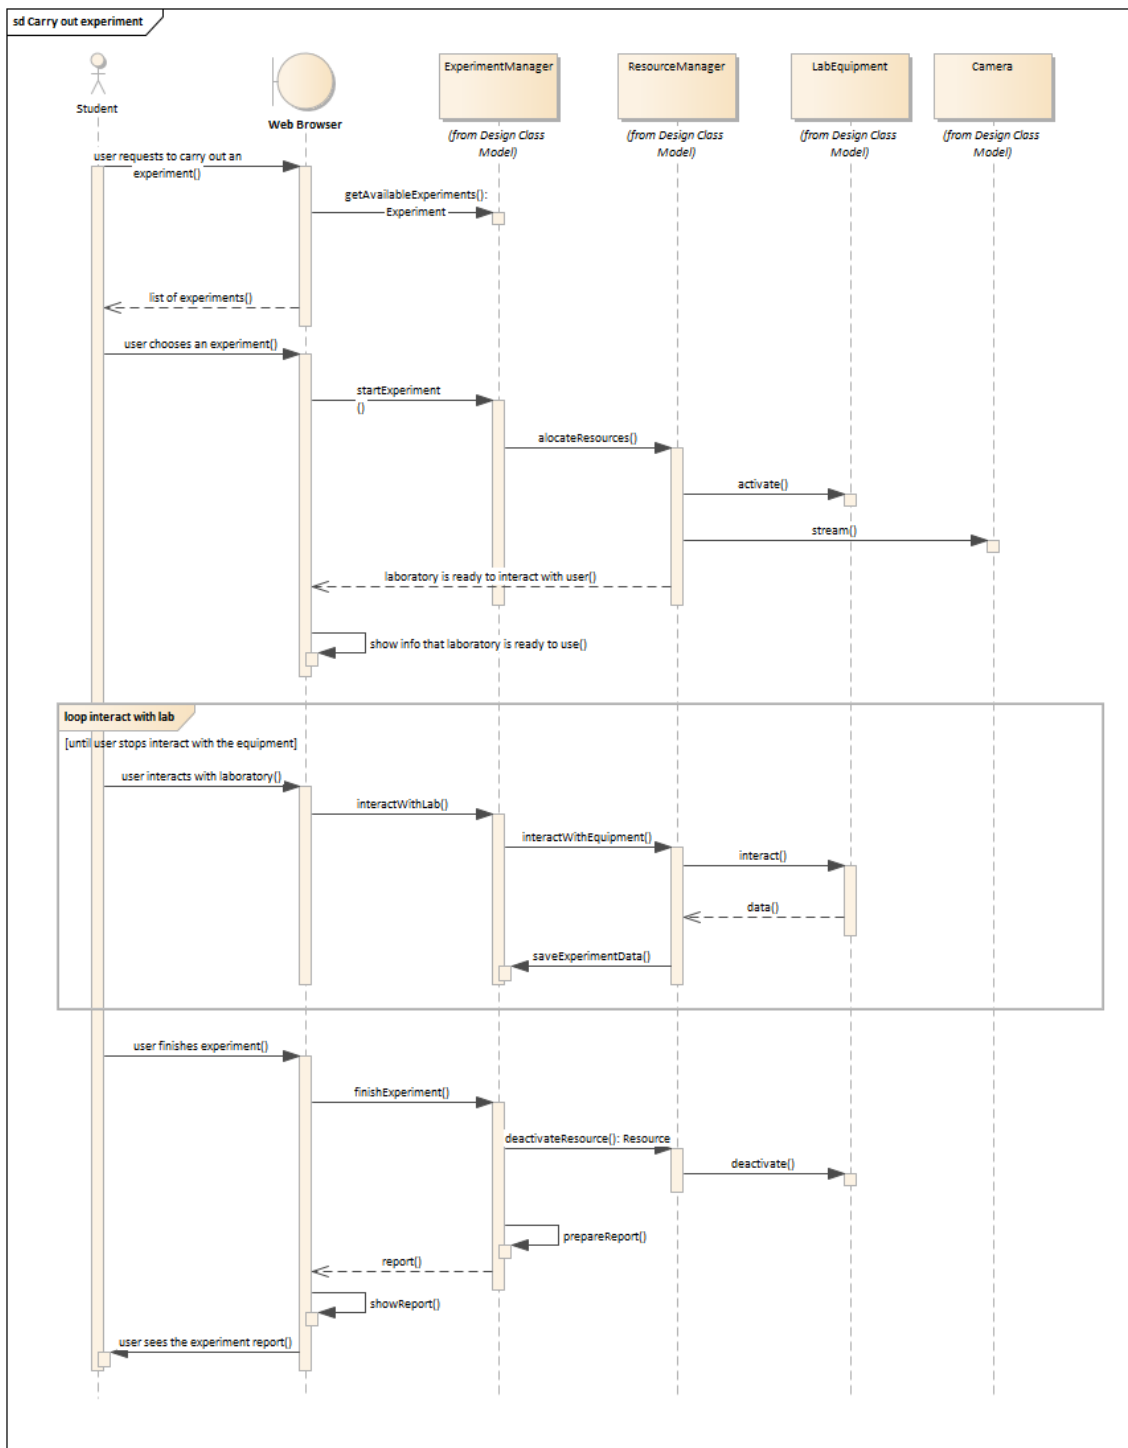 sd Carry out experiment
Student
Web Browser
ExperimentManager
(from Design Class
Model)
ResourceManager
(from Design Class
Model)
LabEquipment
(from Design Class
Model)
Camera
(from Design Class
Model)
user requests to carry out an
experiment()
getAvailableExperiments():
Experiment
list of experiments()
user chooses an experiment()
startExperiment
()
alocateResources()
activate()
stream()
laboratory is ready to interact with user()
show info that laboratory is ready to use()
loop interact with lab
[until user stops interact with the equipment]
user interacts with laboratory()
interactWithLab()
interactWithEquipment()
interact()
data()
saveExperimentData()
user finishes experiment()
finishExperiment()
deactivateResource(): Resource
deactivate()
prepareReport()
report()
showReport()
user sees the experiment report()